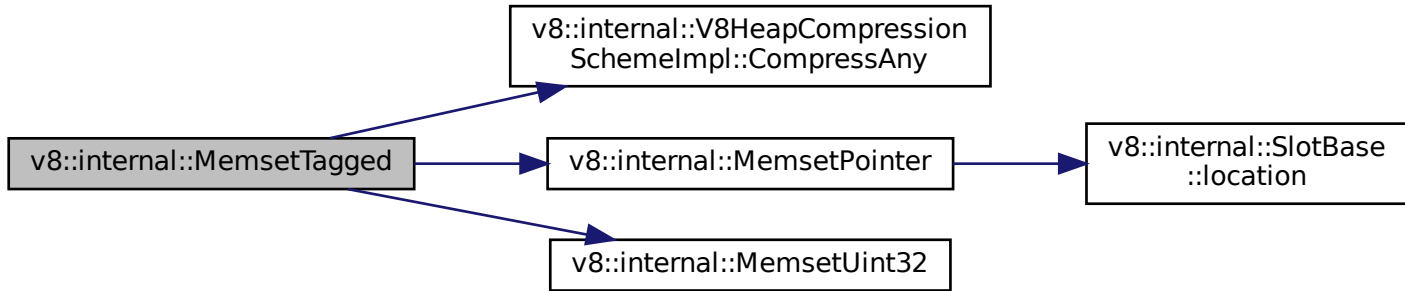 v8::internal::V8HeapCompression
SchemeImpl::CompressAny
v8::internal::MemsetTagged
v8::internal::MemsetPointer
v8::internal::SlotBase
::location
v8::internal::MemsetUint32